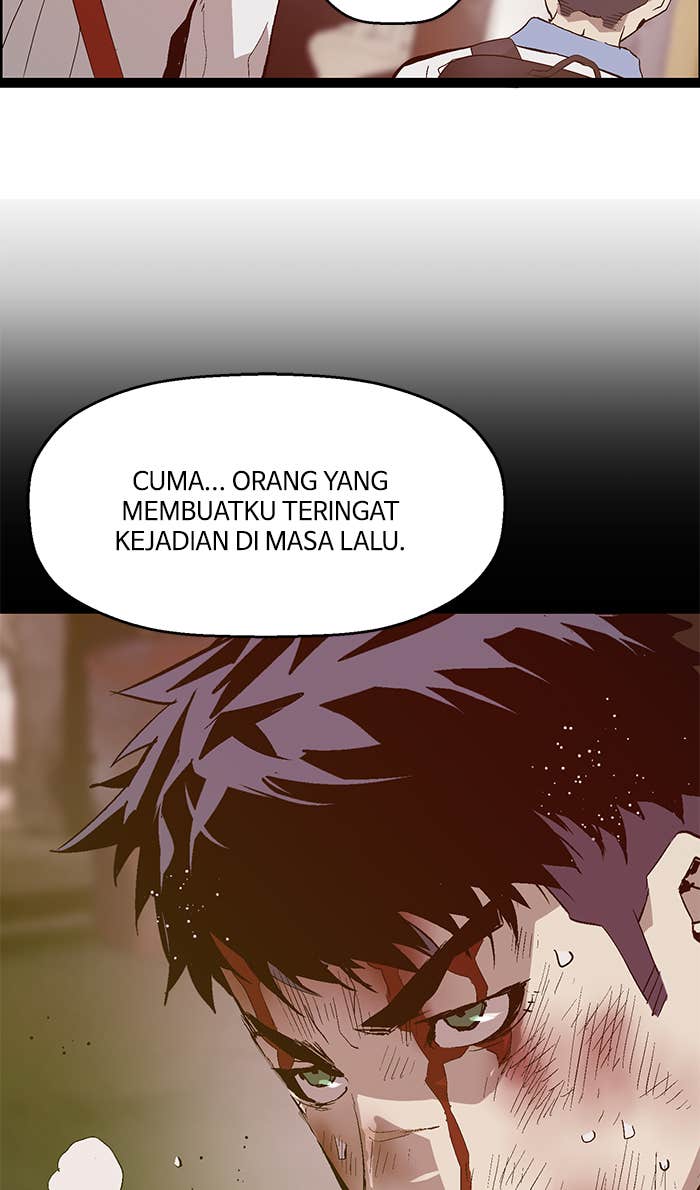 CUMA... ORANG YANG
MEMBUATKU TERINGAT
KEJADIAN DI MASA LALU.